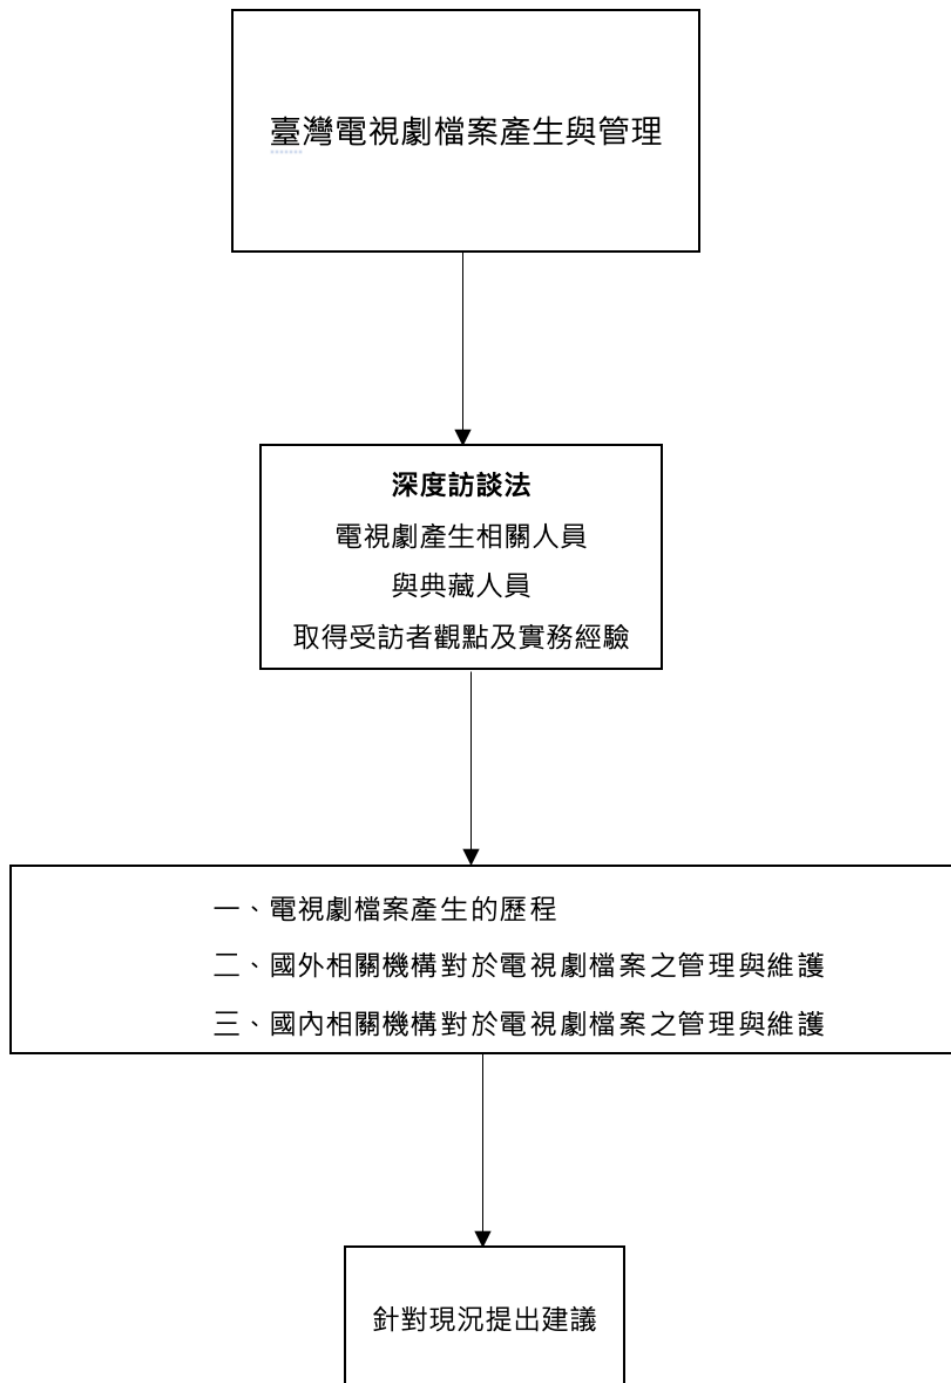 臺灣電視劇檔案產生與管理
深度訪談法
電視劇產生相關人員
與典藏人員
取得受訪者觀點及實務經驗
一、電視劇檔案產生的歷程
二、國外相關機構對於電視劇檔案之管理與維護
三、國內相關機構對於電視劇檔案之管理與維護
針對現況提出建議